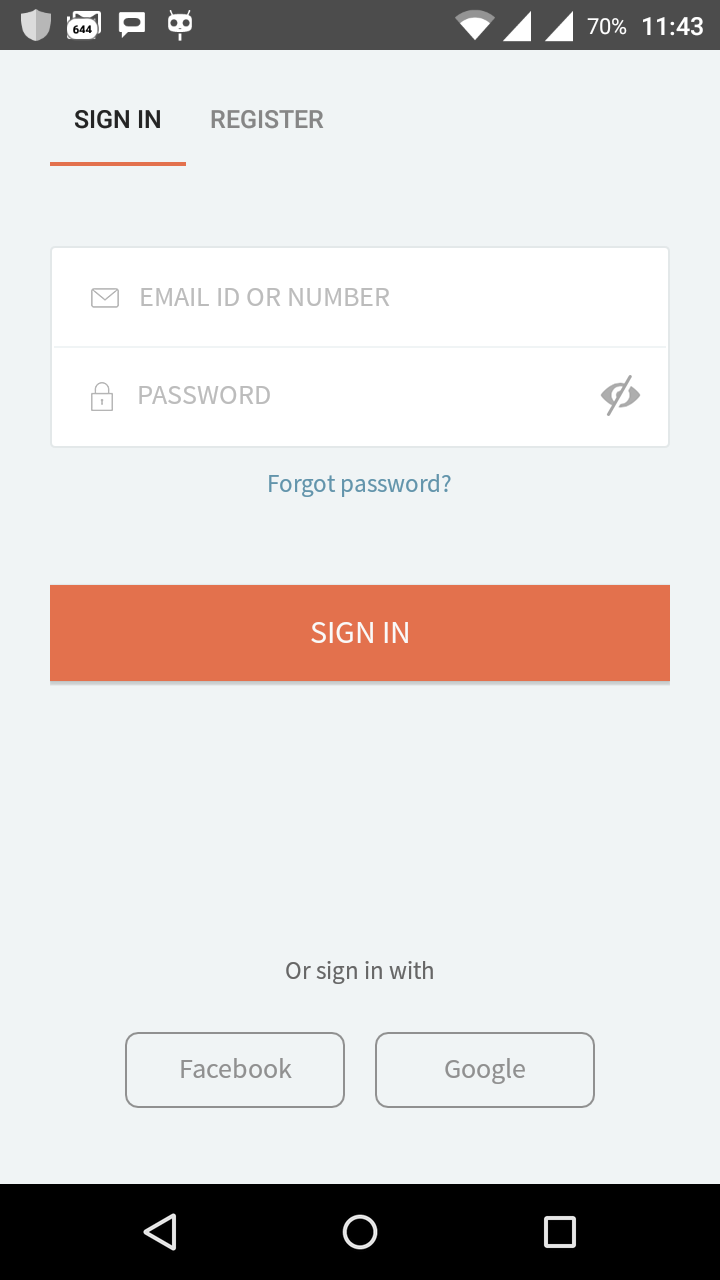 644 70% 11:43
SIGN IN REGISTER
EMAIL ID OR NUMBER
PASSWORD
Forgot password?
SIGN IN
Or sign in with
Facebook Google